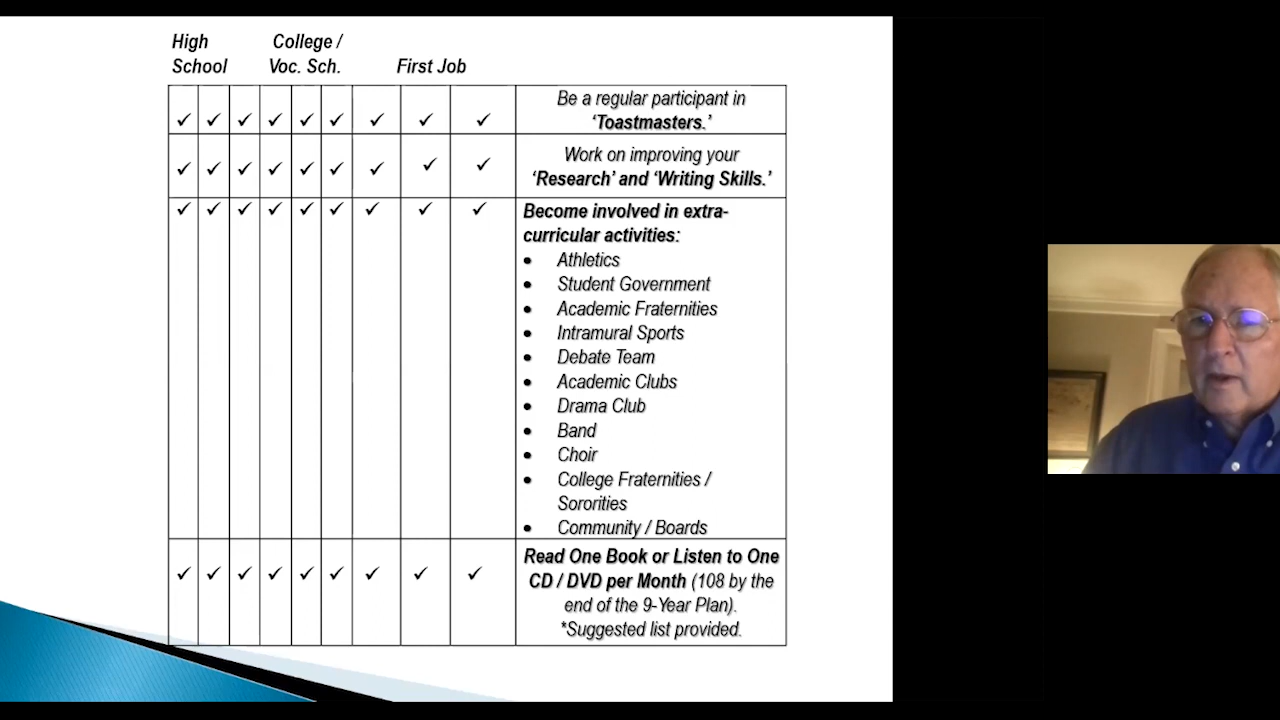 High
School
College /
Voc. Sch.
First Job
✓ ✓ ✓ ✓ ✓ ✓ ✓ ✓ ✓
Be a regular participant in
‘Toastmasters.’
✓ ✓ ✓ ✓ ✓ ✓ ✓ ✓ ✓
Work on improving your
‘Research’ and ‘Writing Skills.’
✓ ✓ ✓ ✓ ✓ ✓ ✓ ✓ ✓
Become involved in extra-
curricular activities:
• Athletics
• Student Government
• Academic Fraternities
• Intramural Sports
• Debate Team
• Academic Clubs
• Drama Club
• Band
• Choir
• College Fraternities /
Sororities
• Community / Boards
✓ ✓ ✓ ✓ ✓ ✓ ✓ ✓ ✓
Read One Book or Listen to One
CD / DVD per Month (108 by the
end of the 9-Year Plan).
*Suggested list provided.